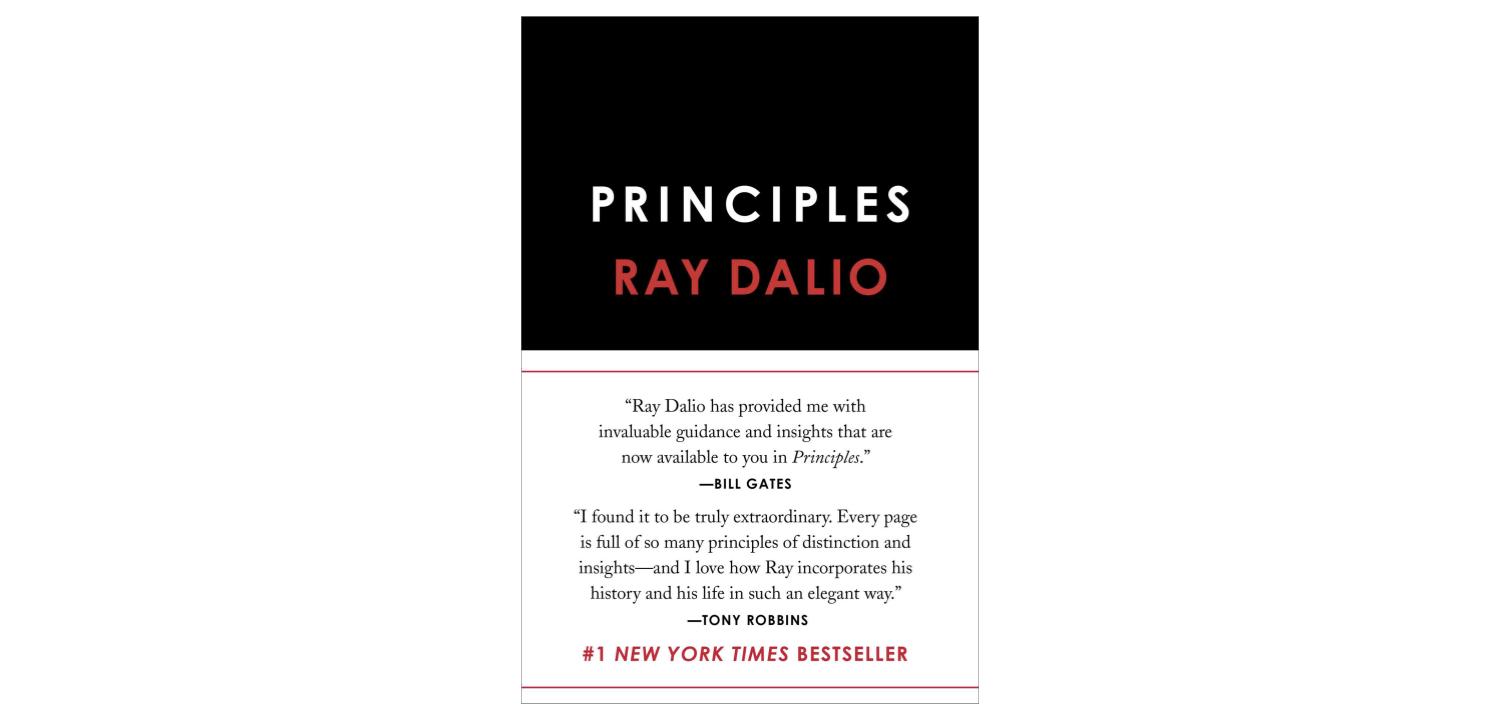 PRINCIPLES
RAY DALIO
“Ray Dalio has provided me with
invaluable guidance and insights that are
now available to you in Principles.”
—BILL GATES
“I found it to be truly extraordinary. Every page
is full of so many principles of distinction and
insights—and I love how Ray incorporates his
history and his life in such an elegant way.”
—TONY ROBBINS
#1 NEW YORK TIMES BESTSELLER